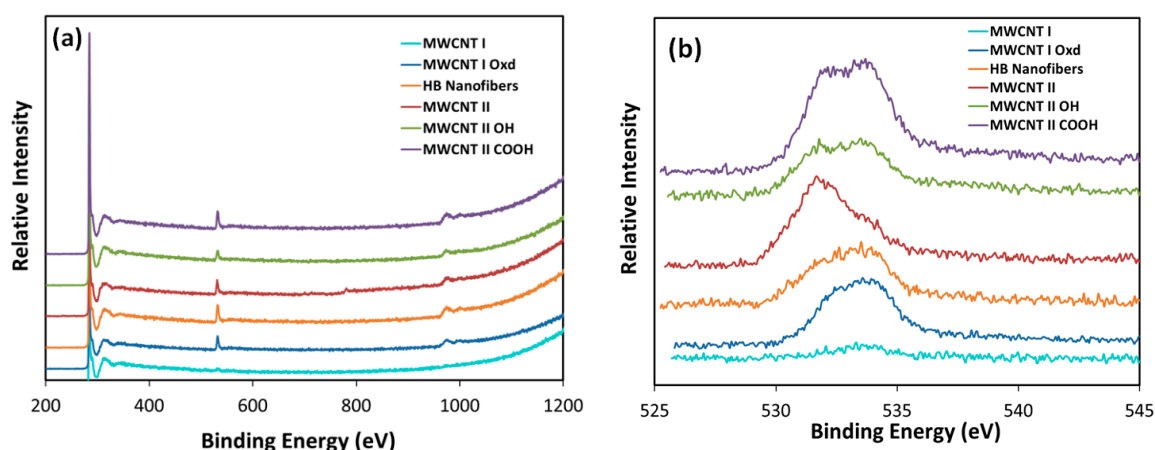 (a)
MWCNT I
MWCNT I Oxd
HB Nanofibers
MWCNT II
MWCNT II OH
MWCNT II COOH
Relative Intensity
200 400 600 800 1000 1200
Binding Energy (eV)
(b)
MWCNT I
MWCNT I Oxd
HB Nanofibers
MWCNT II
MWCNT II OH
MWCNT II COOH
Relative Intensity
525 530 535 540 545
Binding Energy (eV)